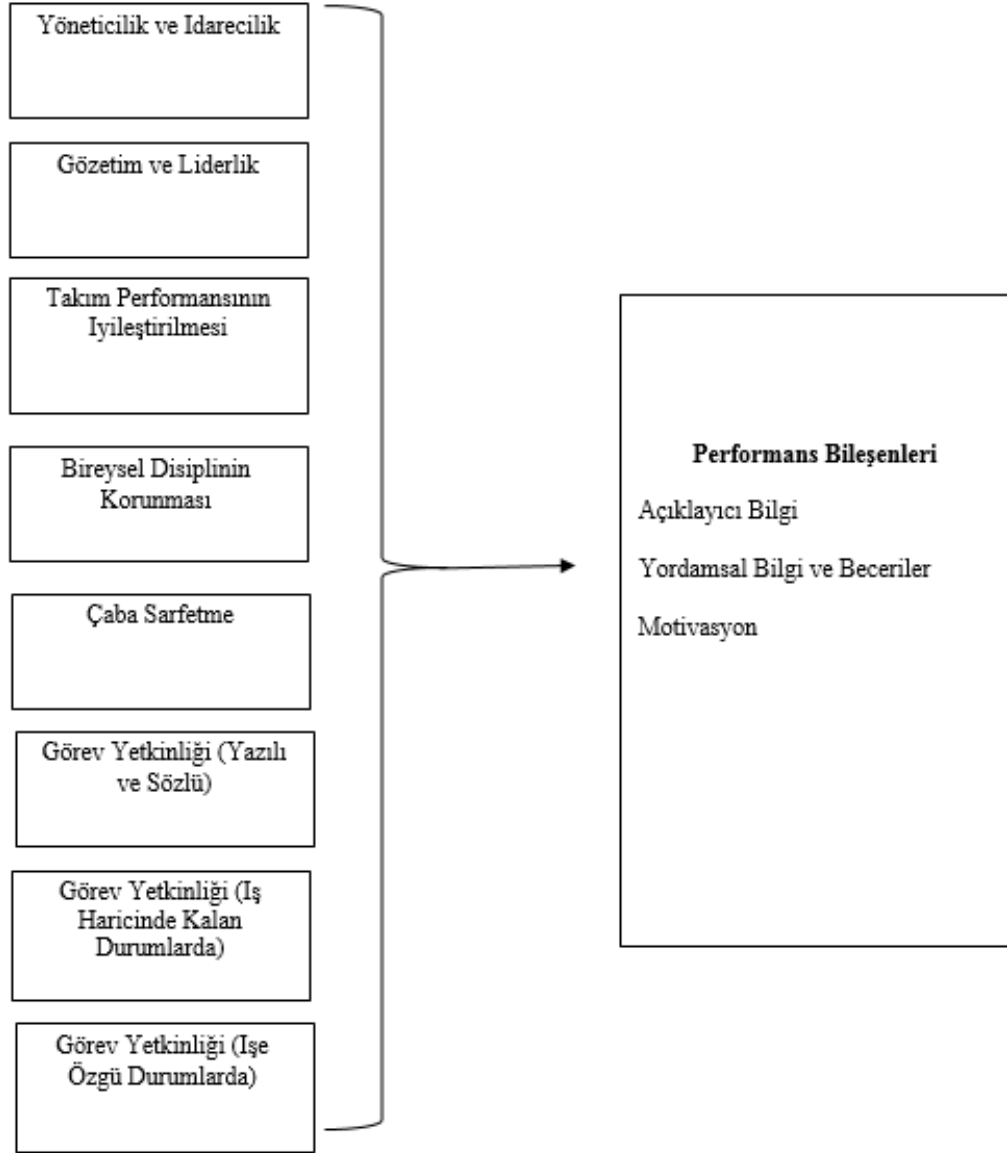 Yöneticilik ve Idarecilik
Gözetim ve Liderlik
Takım Performansının
Iyileştirilmesi
Bireysel Disiplinin
Korunması
Çaba Sarfetme
Görev Yetkinliği (Yazılı
ve Sözlü)
Görev Yetkinliği (Iş
Haricinde Kalan
Durumlarda)
Görev Yetkinliği (Işe
Özgü Durumlarda)
Performans Bileşenleri
Açıklayıcı Bilgi
Yordamsal Bilgi ve Beceriler
Motivasyon